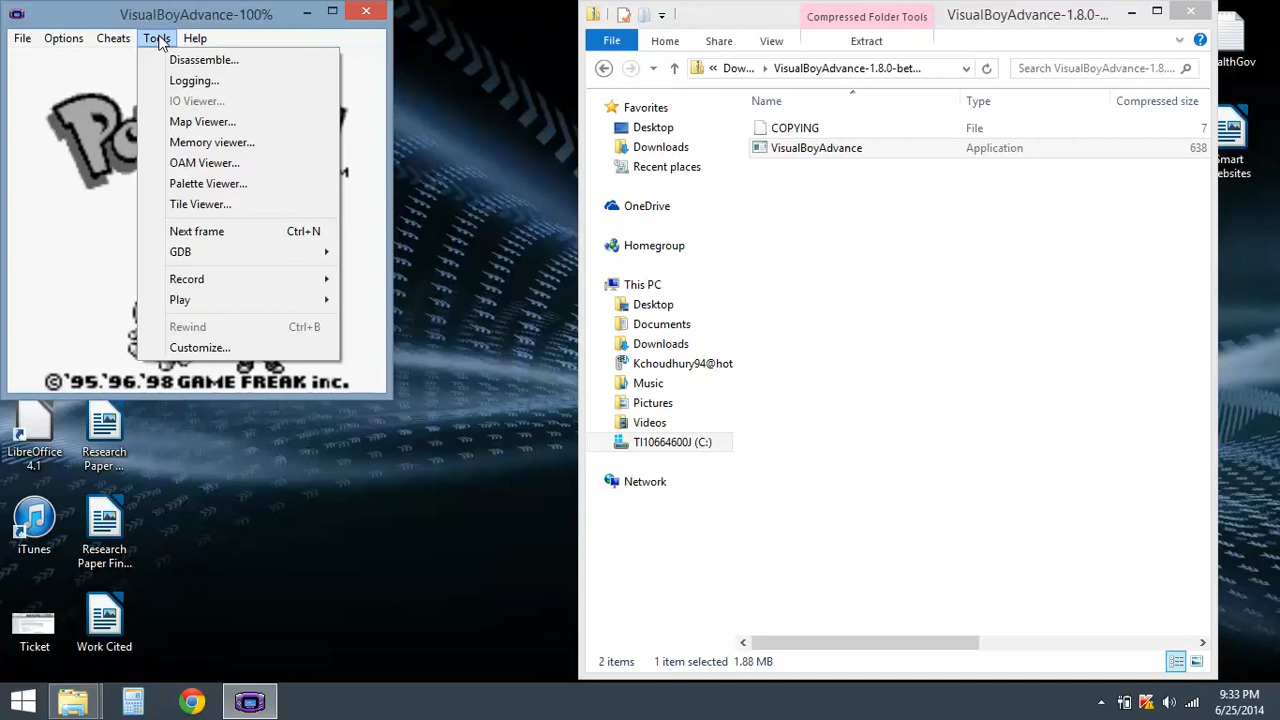 VisualBoyAdvance-100%
File Options Cheats Tools Help
Disassemble...
Logging...
IO Viewer...
Map Viewer...
Memory viewer...
OAM Viewer...
Palette Viewer...
Tile Viewer...
Next frame Ctrl+N
GDB
Record
Play
Rewind Ctrl+B
Customize...
©'95.'96.'98 GAME FREAK inc.
Compressed Folder Tools
VisualBoyAdvance-1.8.0-...
File Home Share View Extract
Dow... VisualBoyAdvance-1.8.0-bet...
Search VisualBoyAdvance-1.8....
Name Type Compressed size
COPYING File 7
VisualBoyAdvance Application 638
Favorites
Desktop
Downloads
Recent places
OneDrive
Homegroup
This PC
Desktop
Documents
Downloads
Kchoudhury94@hot
Music
Pictures
Videos
TI10664600J (C:)
Network
2 items 1 item selected 1.88 MB
LibreOffice
4.1
Research
Paper ...
iTunes
Research
Paper Fin...
Ticket
Work Cited
althGov
Smart
ebsites
9:33 PM
6/25/2014